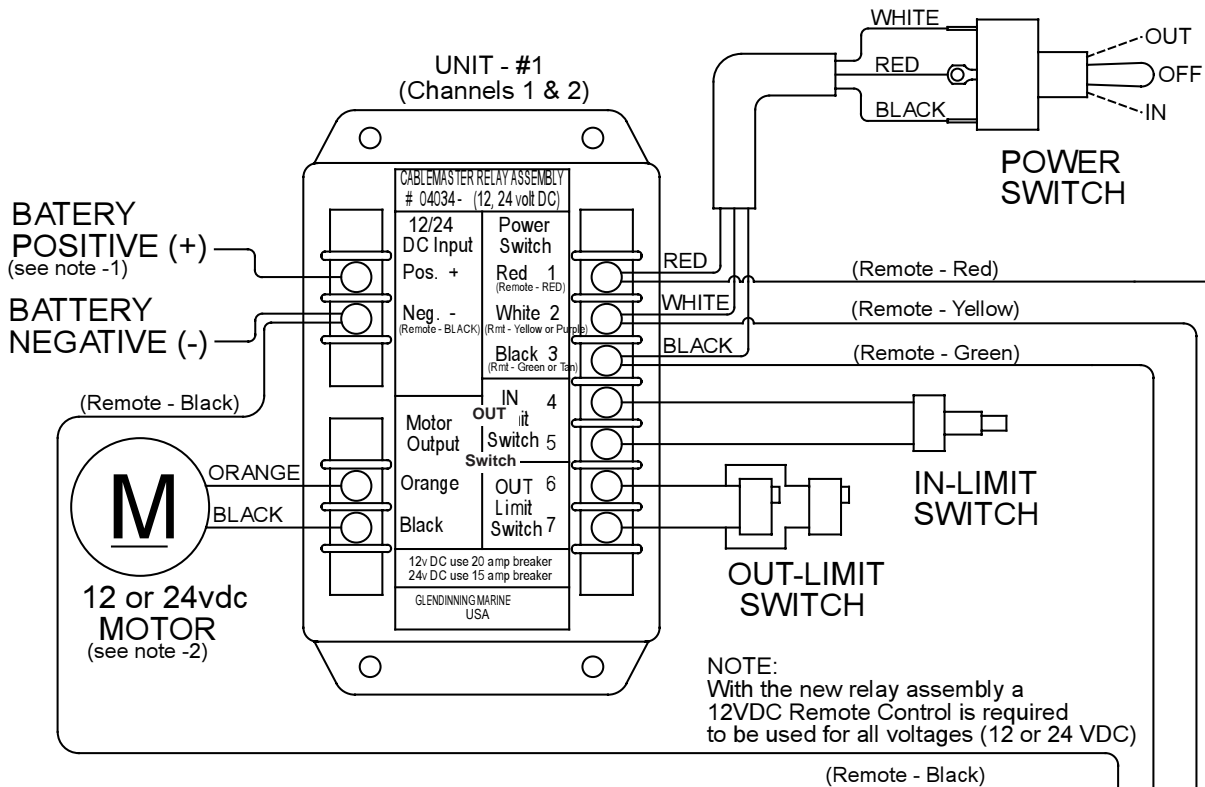 WHITE
OUT
UNIT - #1
(Channels 1 & 2)
RED
OFF
BLACK
IN
POWER
SWITCH
CABLEMASTER RELAY ASSEMBLY
# 04034 - (12, 24 volt DC)
BATERY
POSITIVE (+)
(see note -1)
BATTERY
NEGATIVE (-)
12/24
DC Input
Pos. +
Neg. -
(Remote - BLACK)
Power
Switch
Red 1
(Remote - RED)
White 2
(Rmt - Yellow or Purple)
Black 3
(Rmt - Green or Tan)
RED
(Remote - Red)
WHITE
(Remote - Yellow)
BLACK
(Remote - Green)
(Remote - Black)
IN 4
OUT
Switch 5
Switch
Motor
Output
Orange
Black
OUT 6
Limit
Switch 7
ORANGE
BLACK
M
12 or 24vdc
MOTOR
(see note -2)
IN-LIMIT
SWITCH
OUT-LIMIT
SWITCH
12v DC use 20 amp breaker
24v DC use 15 amp breaker
GLENDINNING MARINE
USA
NOTE:
With the new relay assembly a
12VDC Remote Control is required
to be used for all voltages (12 or 24 VDC)
(Remote - Black)